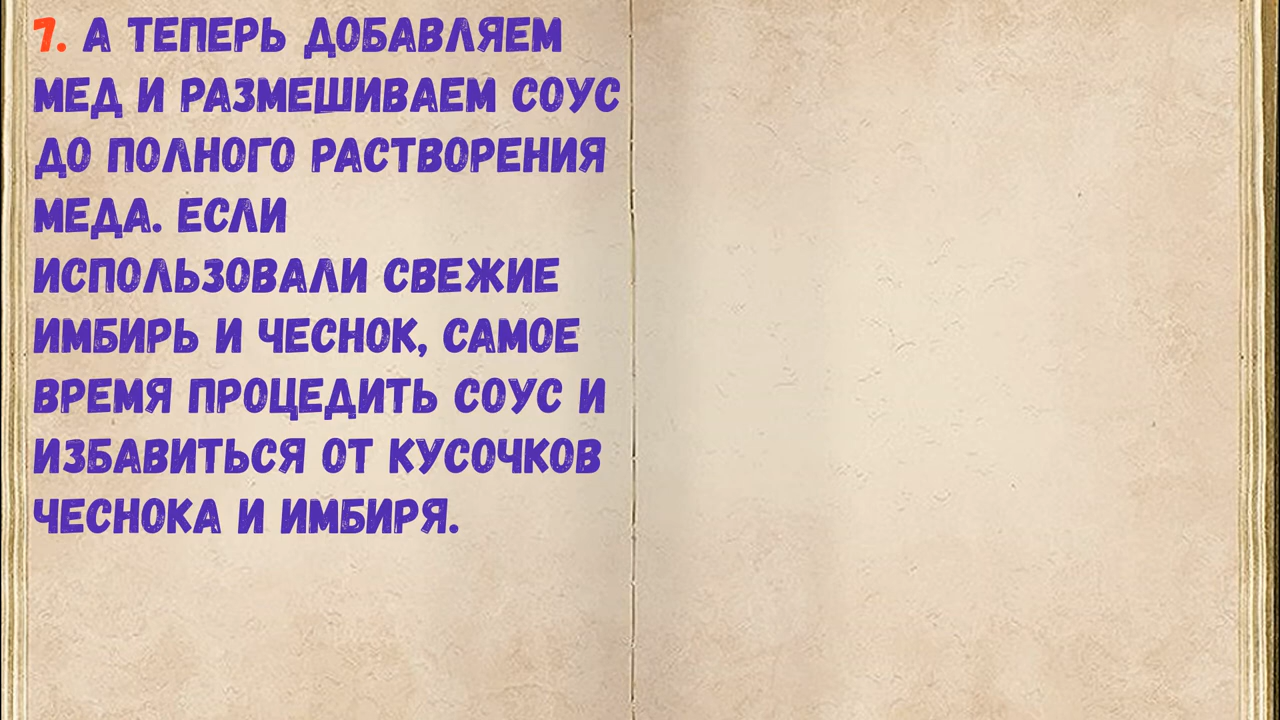 7. А ТЕПЕРЬ ДОБАВЛЯЕМ
МЕД И РАЗМЕШИВАЕМ СОУС
ДО ПОЛНОГО РАСТВОРЕНИЯ
МЕДА. ЕСЛИ
ИСПОЛЬЗОВАЛИ СВЕЖИЕ
ИМБИРЬ И ЧЕСНОК, САМОЕ
ВРЕМЯ ПРОЦЕДИТЬ СОУС И
ИЗБАВИТЬСЯ ОТ КУСОЧКОВ
ЧЕСНОКА И ИМБИРЯ.